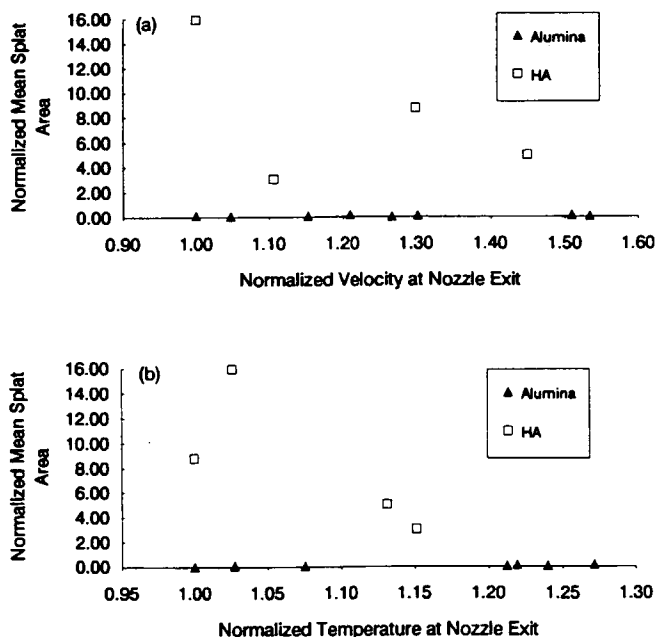 (a)
Normalized Mean Splat
Area
16.00
14.00
12.00
10.00
8.00
6.00
4.00
2.00
0.00
0.90 1.00 1.10 1.20 1.30 1.40 1.50 1.60
Normalized Velocity at Nozzle Exit
Alumina
HA
(b)
Normalized Mean Splat
Area
16.00
14.00
12.00
10.00
8.00
6.00
4.00
2.00
0.00
0.95 1.00 1.05 1.10 1.15 1.20 1.25 1.30
Normalized Temperature at Nozzle Exit
Alumina
HA